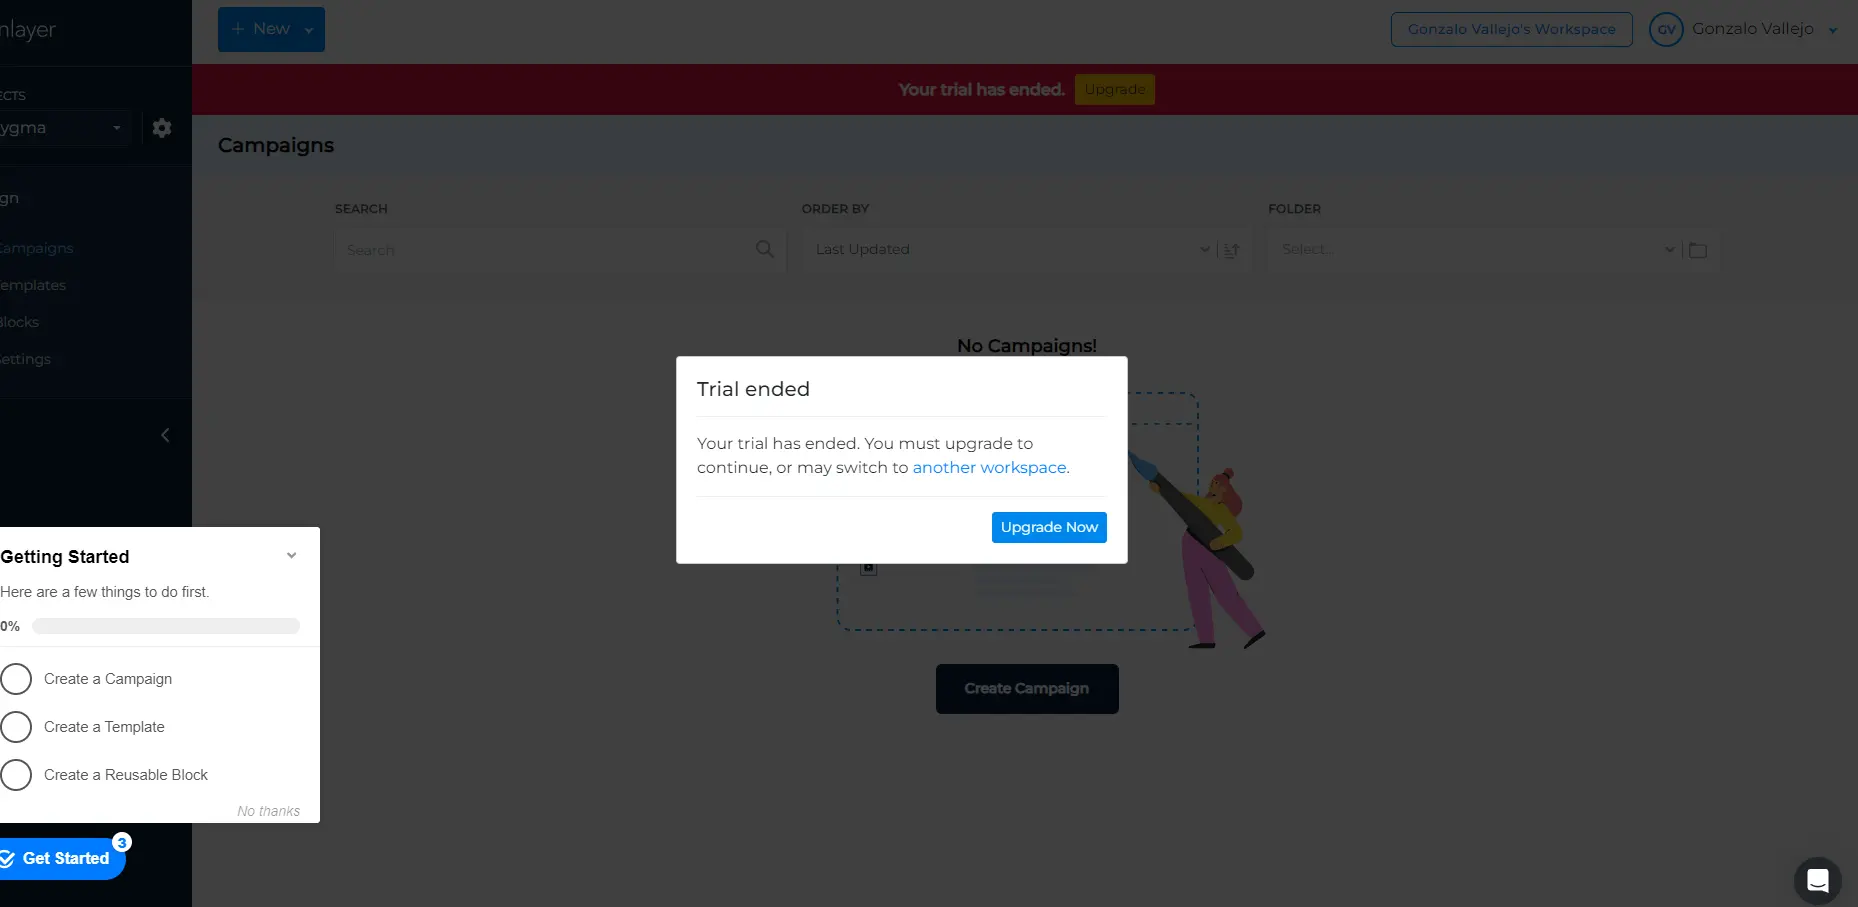 nlayer
New
Gonzalo Vallejo's Workspace
GV
Gonzalo Vallejo
Your trial has ended.
Upgrade
ECTS
ygma
Campaigns
SEARCH
ORDER BY
FOLDER
Search
Last Updated
Select...
gn
Campaigns
emplates
Blocks
ettings
No Campaigns!
Trial ended
Your trial has ended. You must upgrade to
continue, or may switch to another workspace.
Upgrade Now
Create Campaign
Getting Started
Here are a few things to do first.
0%
Create a Campaign
Create a Template
Create a Reusable Block
No thanks
Get Started
3